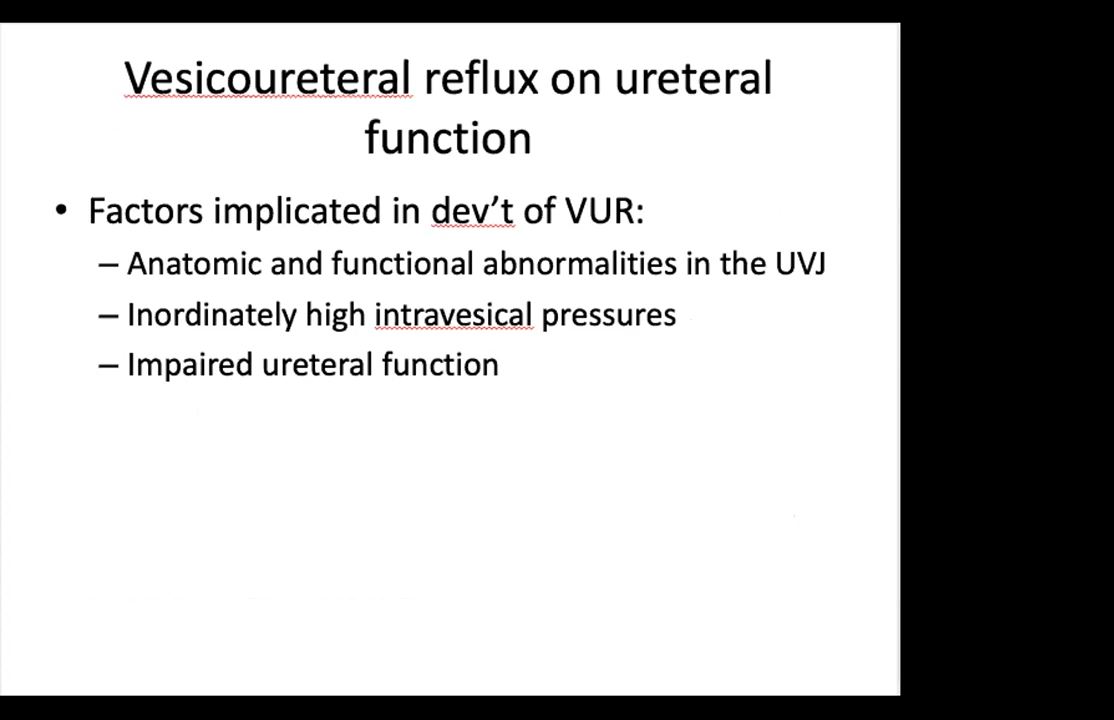 Vesicoureteral reflux on ureteral
function
• Factors implicated in dev’t of VUR:
– Anatomic and functional abnormalities in the UVJ
– Inordinately high intravesical pressures
– Impaired ureteral function